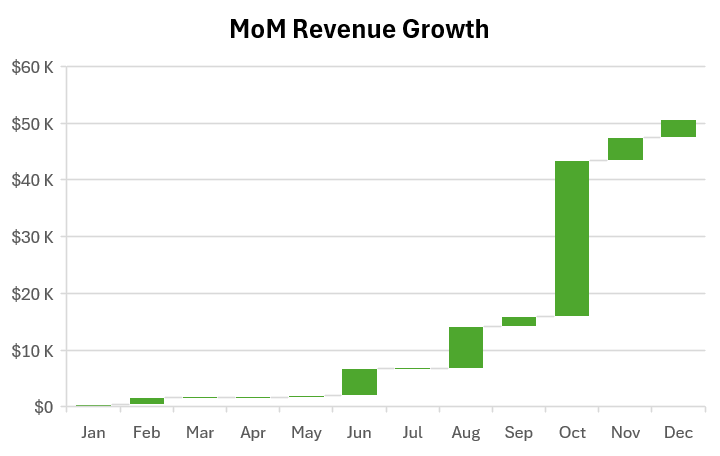 MoM Revenue Growth
$60 K
$50 K
$40 K
$30 K
$20 K
$10 K
$0
Jan Feb Mar Apr May Jun Jul Aug Sep Oct Nov Dec